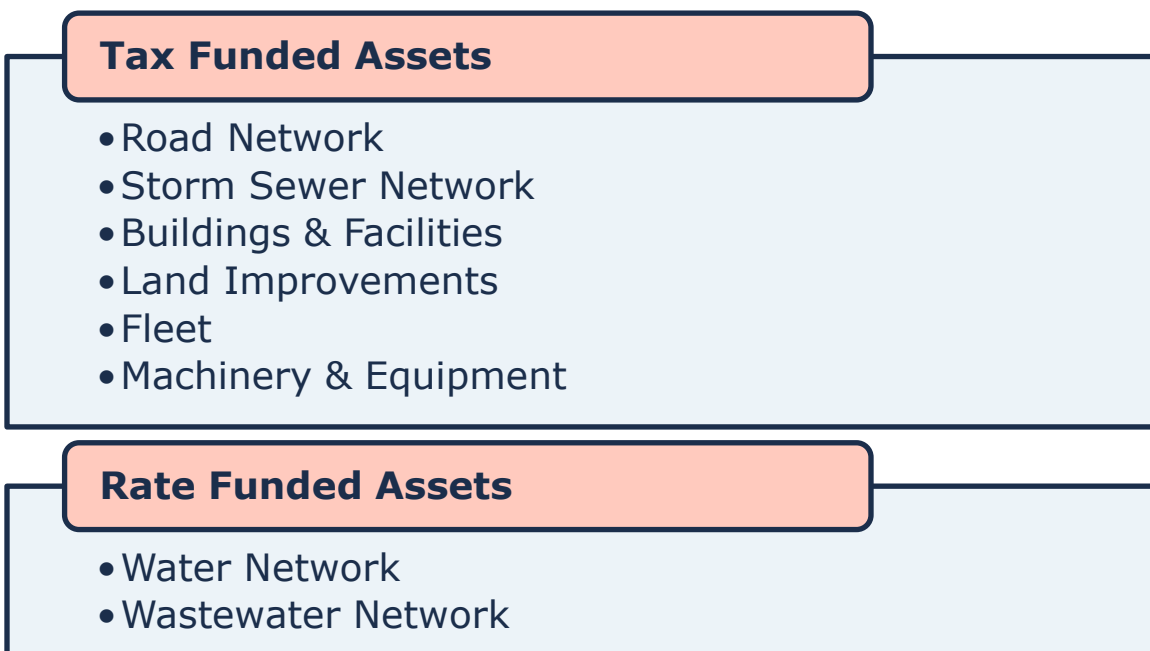 Tax Funded Assets
•Road Network
•Storm Sewer Network
•Buildings & Facilities
•Land Improvements
•Fleet
•Machinery & Equipment
Rate Funded Assets
•Water Network
•Wastewater Network